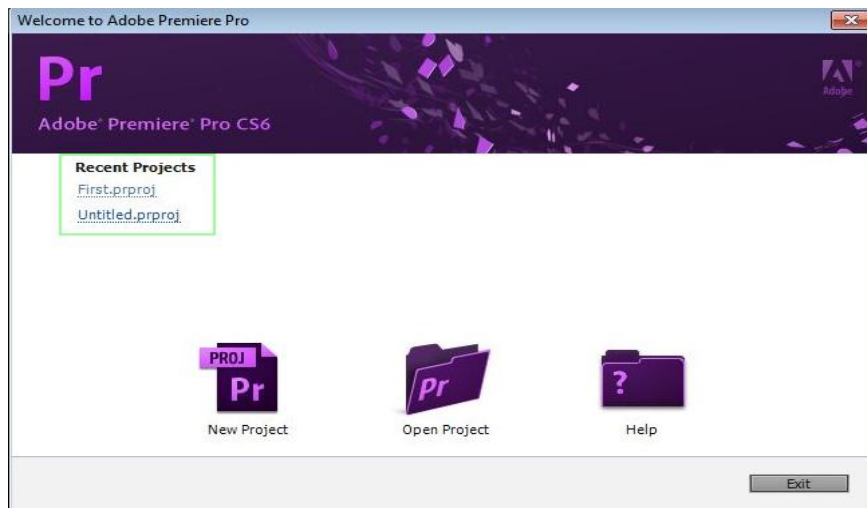 Welcome to Adobe Premiere Pro
Pr
Adobe
Adobe® Premiere® Pro CS6
Recent Projects
First.prproj
Untitled.prproj
PROJ
Pr
Pr
?
New Project
Open Project
Help
Exit